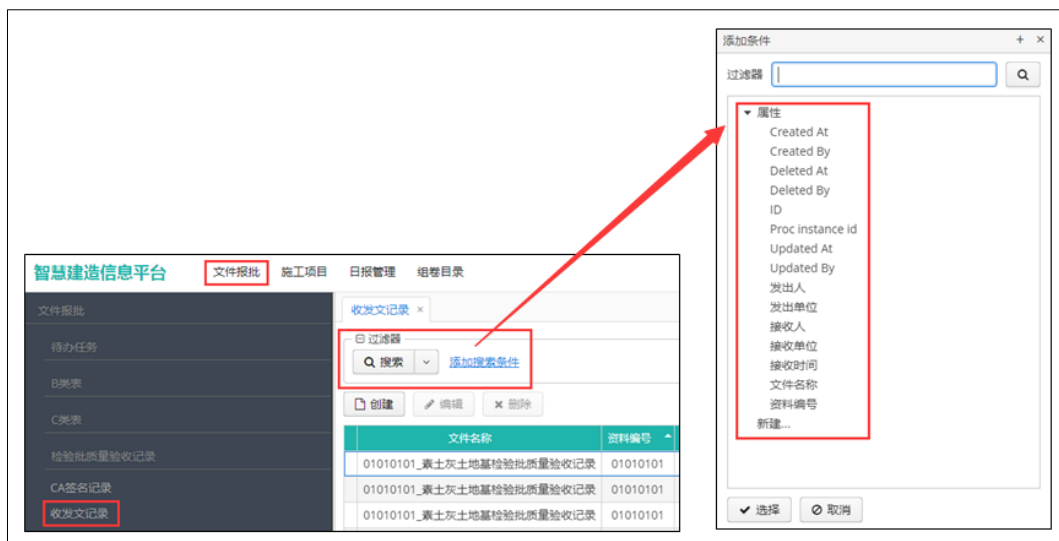 添加条件
过滤器
属性
Created At
Created By
Deleted At
Deleted By
ID
Proc instance id
Updated At
Updated By
发出人
发出单位
接收人
接收单位
接收时间
文件名称
资料编号
新建...
选择 取消
智慧建造信息平台 文件报批 施工项目 日报管理 组卷目录
文件报批
待办任务
B类表
C类表
检验批质量验收记录
CA签名记录
收发文记录
收发文记录 ×
过滤器
搜索 添加搜索条件
创建 编辑 删除
文件名称 资料编号
01010101_素土灰土地基检验批质量验收记录 01010101
01010101_素土灰土地基检验批质量验收记录 01010101
01010101_素土灰土地基检验批质量验收记录 01010101